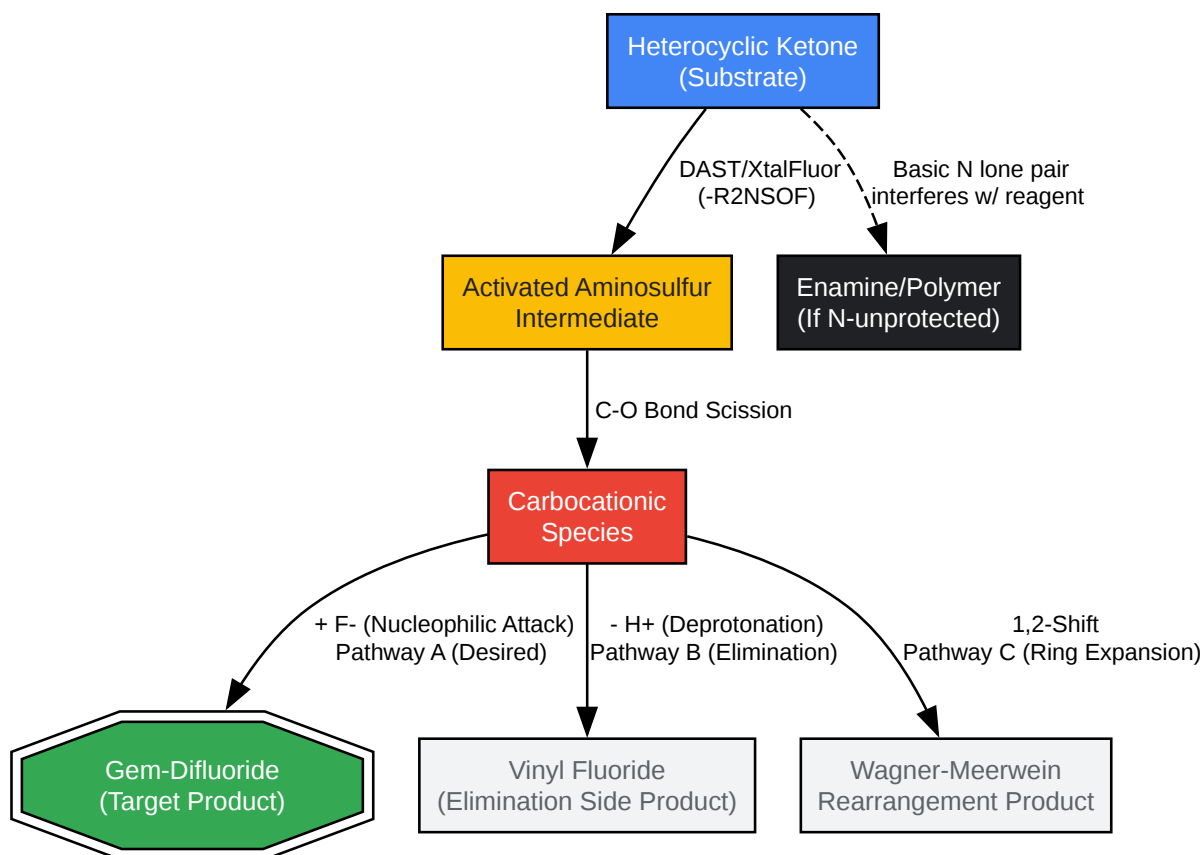 Heterocyclic Ketone
(Substrate)
DAST/XtalFluor
(-R2NSOF)
Basic N lone pair
interferes w/ reagent
Activated Aminosulfur
Intermediate
Enamine/Polymer
(If N-unprotected)
C-O Bond Scission
Carbocationic
Species
+ F- (Nucleophilic Attack)
Pathway A (Desired)
- H+ (Deprotonation)
Pathway B (Elimination)
1,2-Shift
Pathway C (Ring Expansion)
Gem-Difluoride
(Target Product)
Vinyl Fluoride
(Elimination Side Product)
Wagner-Meerwein
Rearrangement Product